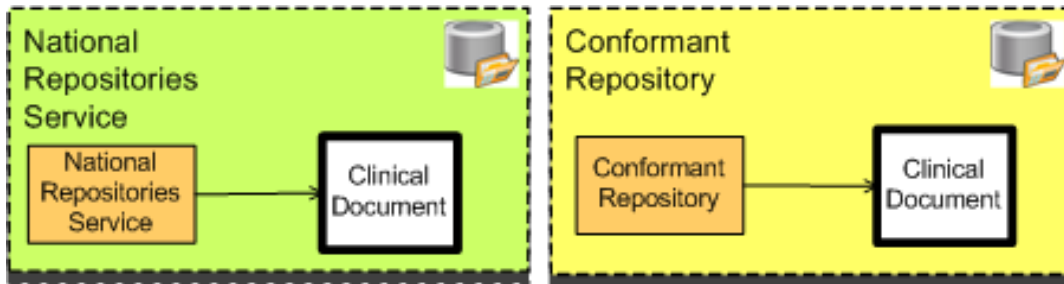 National
Repositories
Service
National
Repositories
Service
Clinical
Document
Conformant
Repository
Conformant
Repository
Clinical
Document